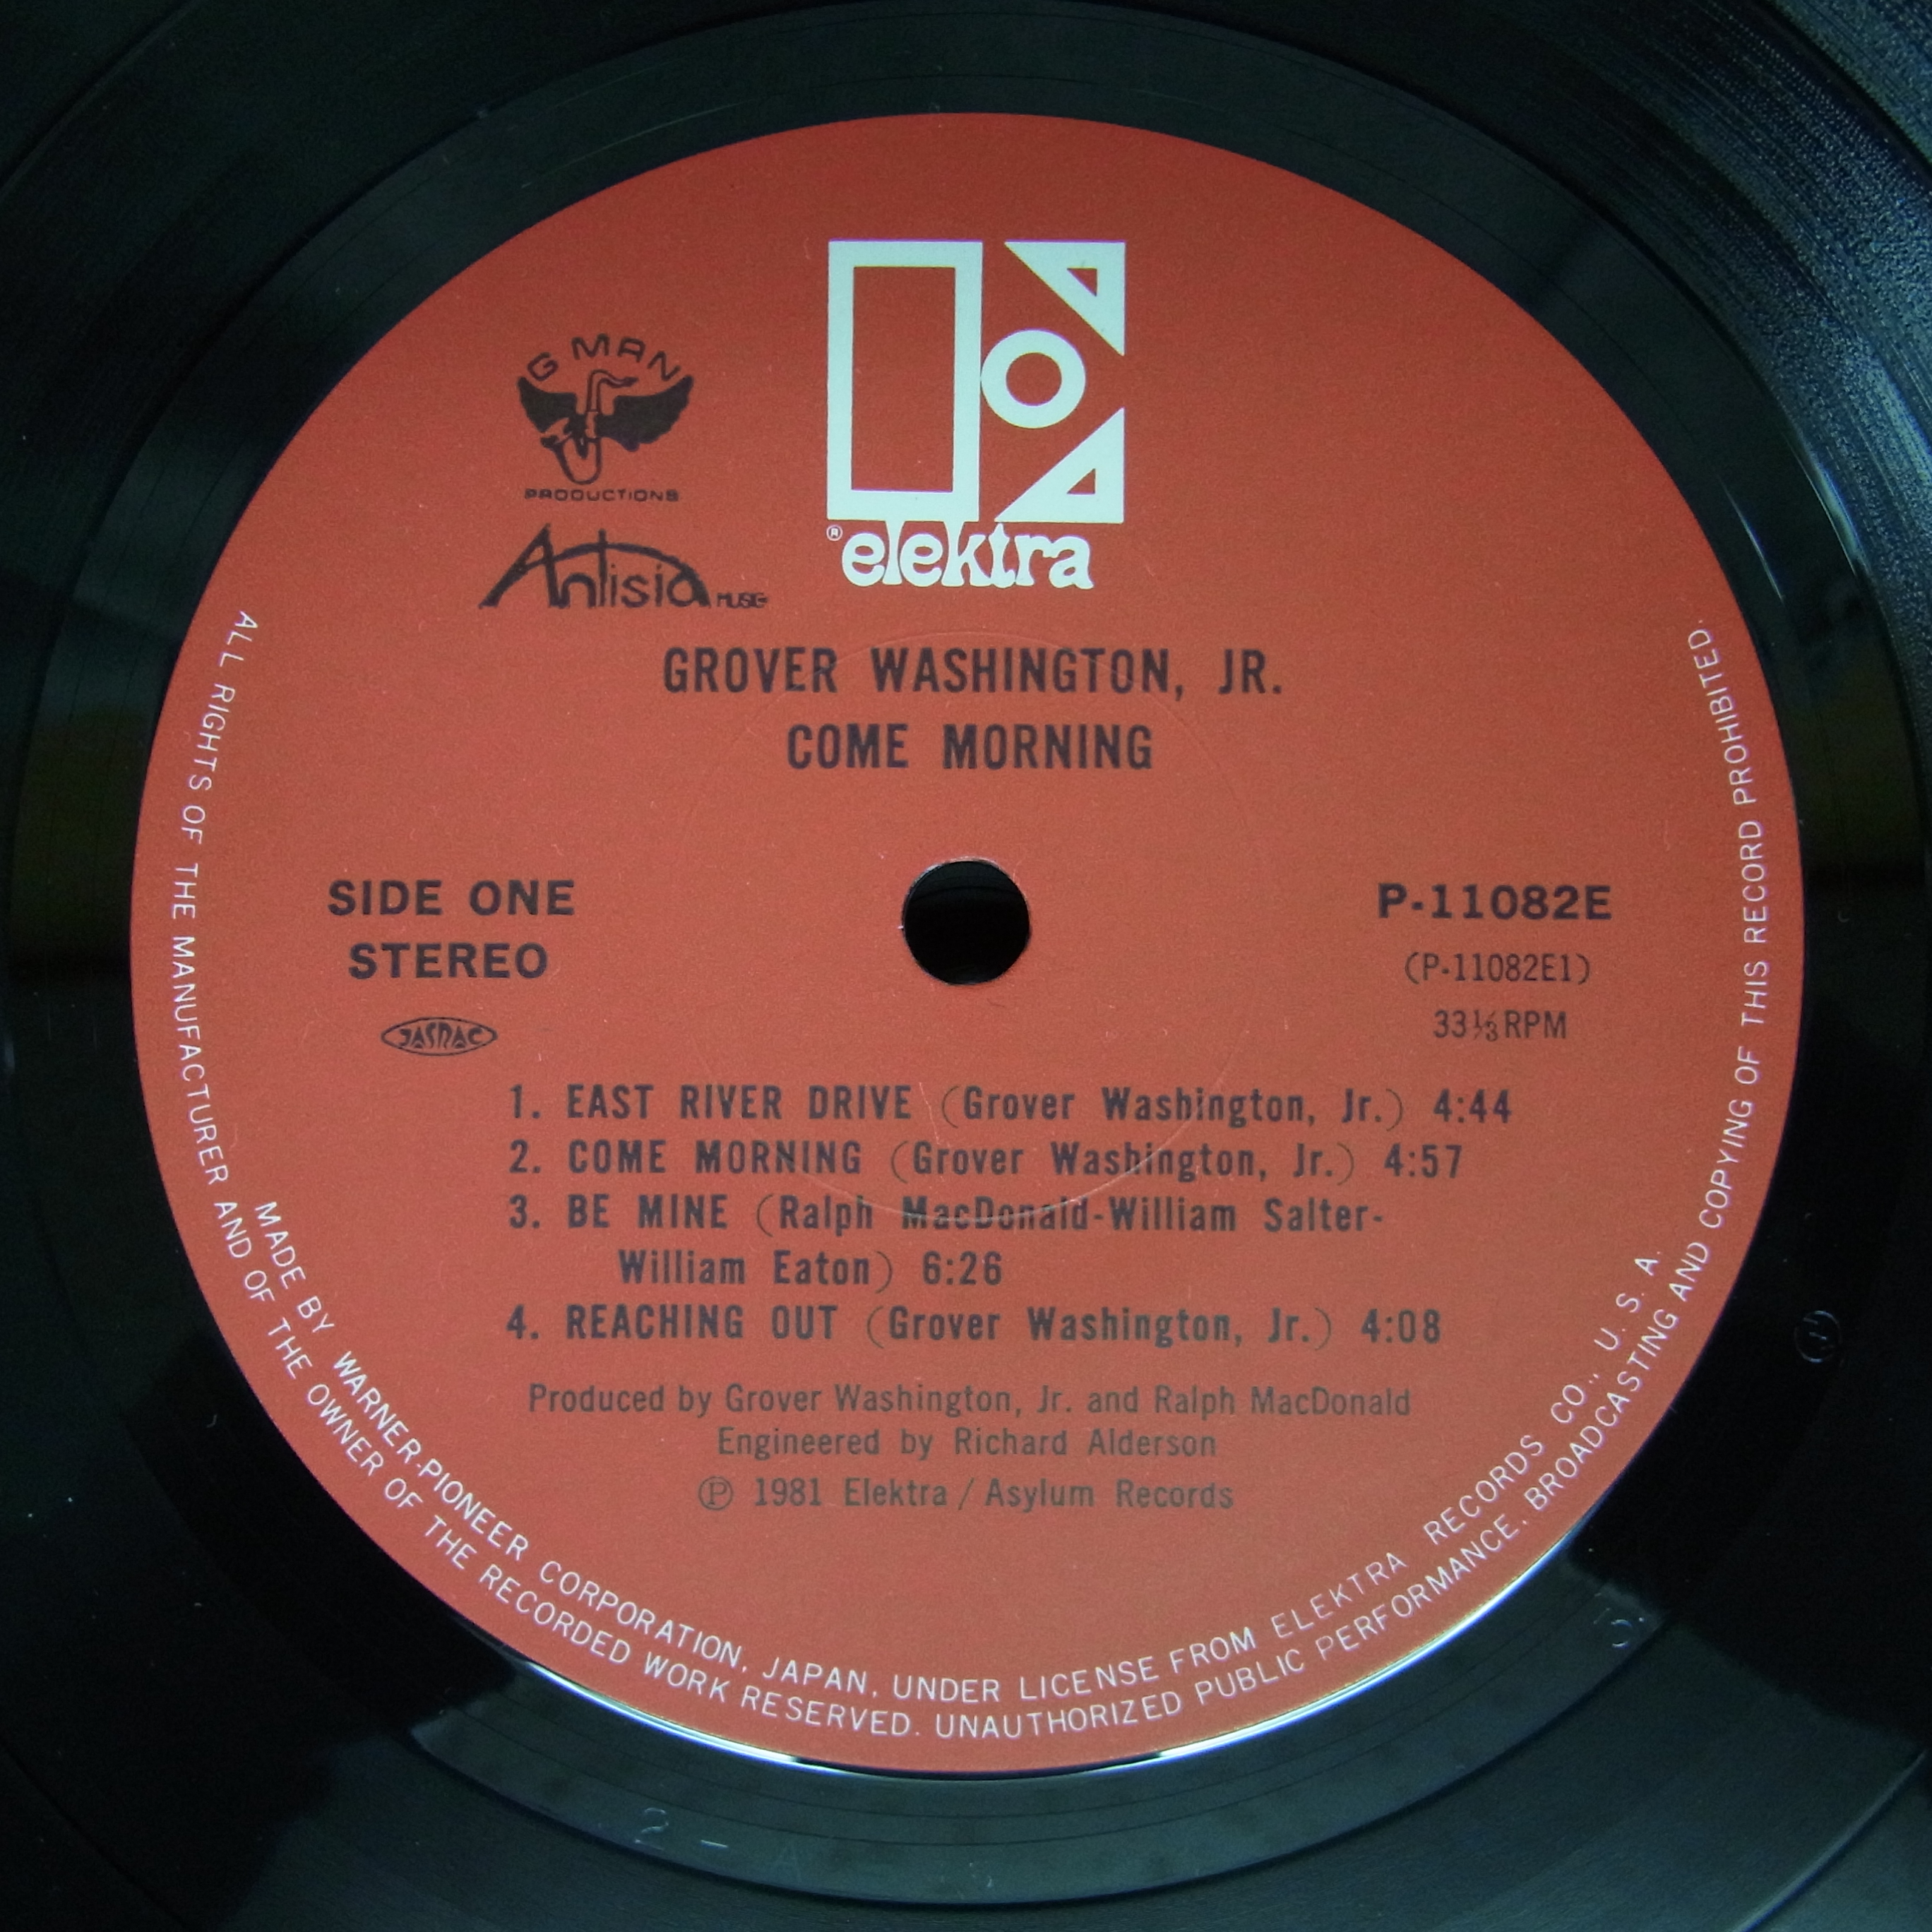 G MAN
PRODUCTIONS
Antisia MUSIC
® elektra
GROVER WASHINGTON, JR.
COME MORNING
SIDE ONE
STEREO
JASRAC
P-11082E
(P-11082E1)
33⅓RPM
1. EAST RIVER DRIVE (Grover Washington, Jr.) 4:44
2. COME MORNING (Grover Washington, Jr.) 4:57
3. BE MINE (Ralph MacDonald-William Salter-
William Eaton) 6:26
4. REACHING OUT (Grover Washington, Jr.) 4:08
Produced by Grover Washington, Jr. and Ralph MacDonald
Engineered by Richard Alderson
Ⓟ 1981 Elektra / Asylum Records
MADE BY WARNER-PIONEER CORPORATION, JAPAN, UNDER LICENSE FROM ELEKTRA RECORDS CO., U. S. A.
ALL RIGHTS OF THE MANUFACTURER AND OF THE OWNER OF THE RECORDED WORK RESERVED. UNAUTHORIZED PUBLIC PERFORMANCE, BROADCASTING AND COPYING OF THIS RECORD PROHIBITED.
2 - A